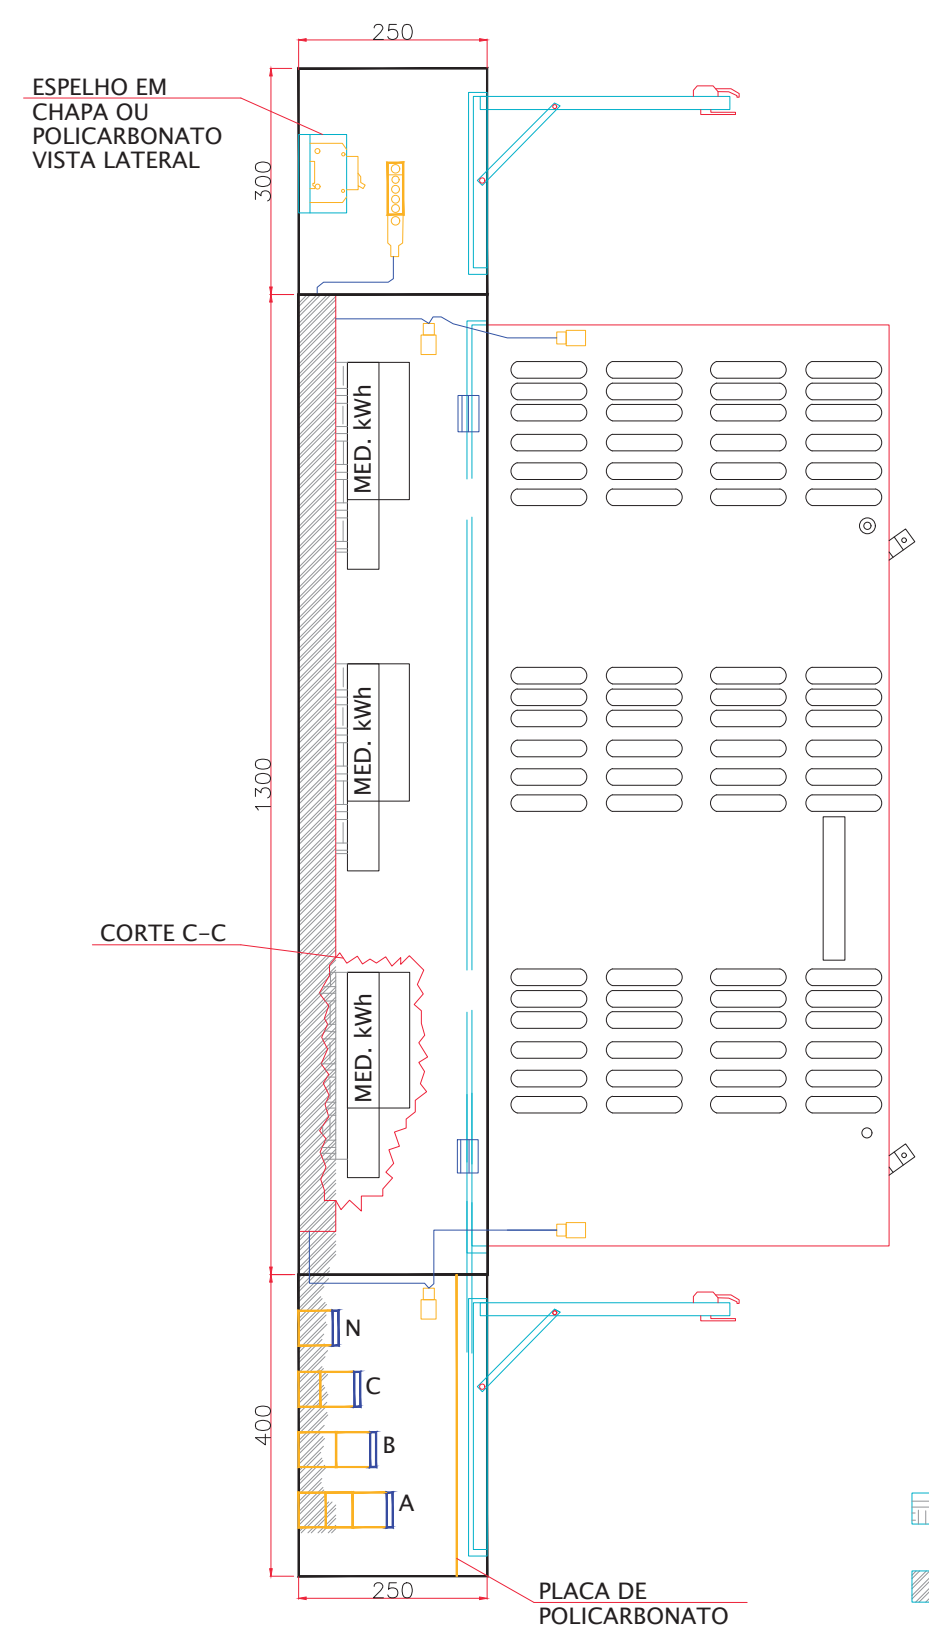 250
ESPELHO EM
CHAPA OU
POLICARBONATO
VISTA LATERAL
300
MED. kWh
MED. kWh
1300
CORTE C-C
MED. kWh
N
C
B
A
400
250
PLACA DE
POLICARBONATO